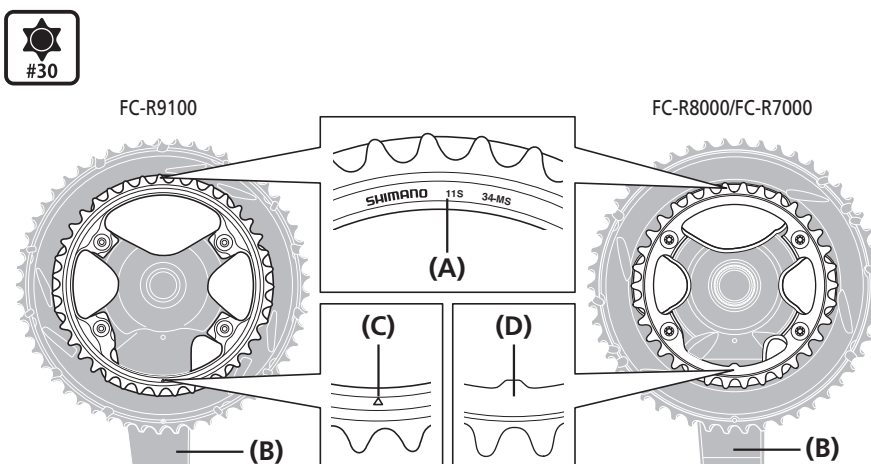 #30
FC-R9100
FC-R8000/FC-R7000
SHIMANO 11S 34-MS
(A)
(C)
(D)
(B)
(B)